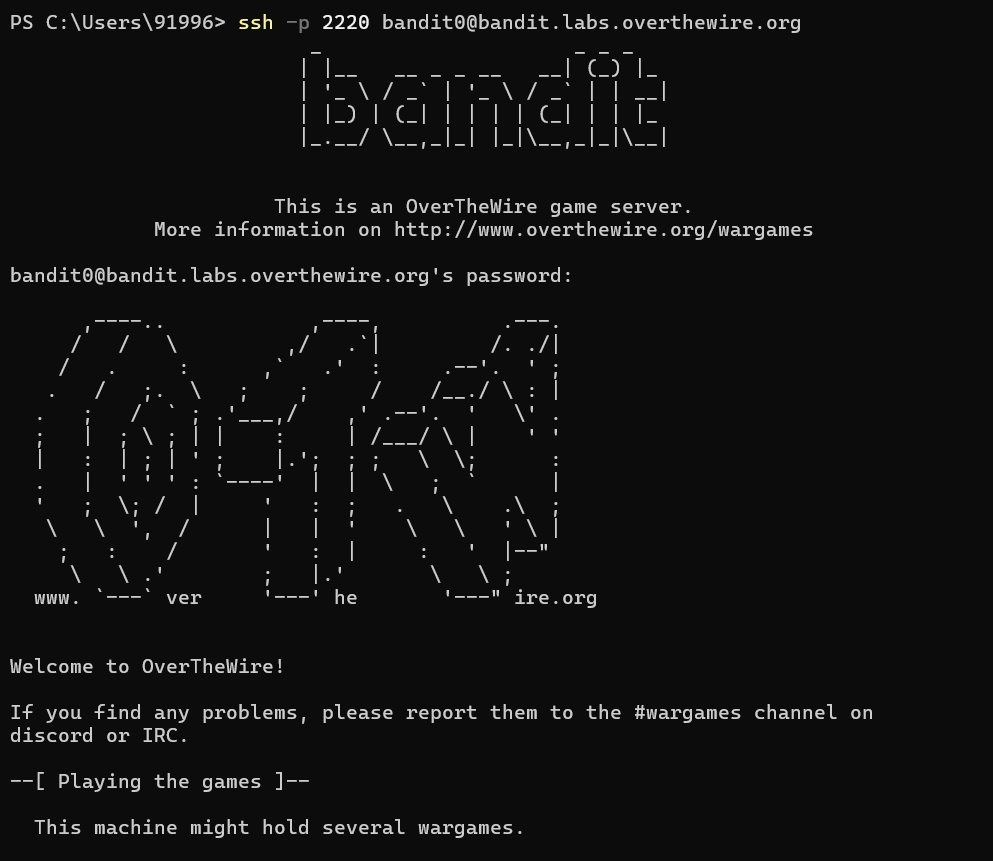 PS C:\Users\91996> ssh -p 2220 bandit0@bandit.labs.overthewire.org
bandit
This is an OverTheWire game server.
More information on http://www.overthewire.org/wargames
bandit0@bandit.labs.overthewire.org's password:
www. ver he ire.org
Welcome to OverTheWire!
If you find any problems, please report them to the #wargames channel on
discord or IRC.
--[ Playing the games ]--
This machine might hold several wargames.